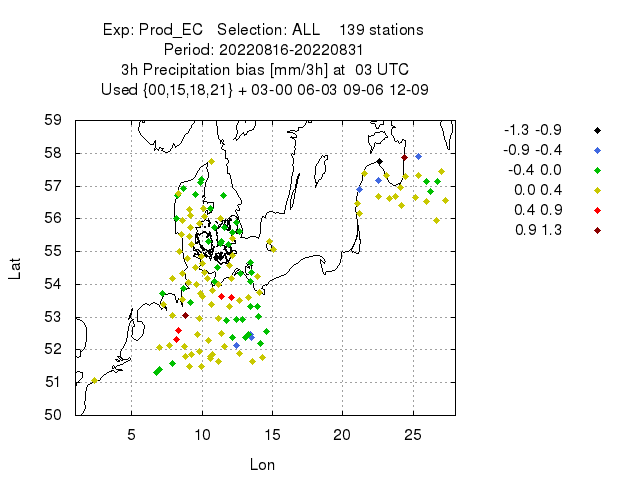 Exp: Prod_EC Selection: ALL 139 stations
Period: 20220816-20220831
3h Precipitation bias [mm/3h] at 03 UTC
Used {00,15,18,21} + 03-00 06-03 09-06 12-09
59
58
57
56
55
54
53
52
51
50
Lat
5 10 15 20 25
Lon
-1.3 -0.9
-0.9 -0.4
-0.4 0.0
0.0 0.4
0.4 0.9
0.9 1.3